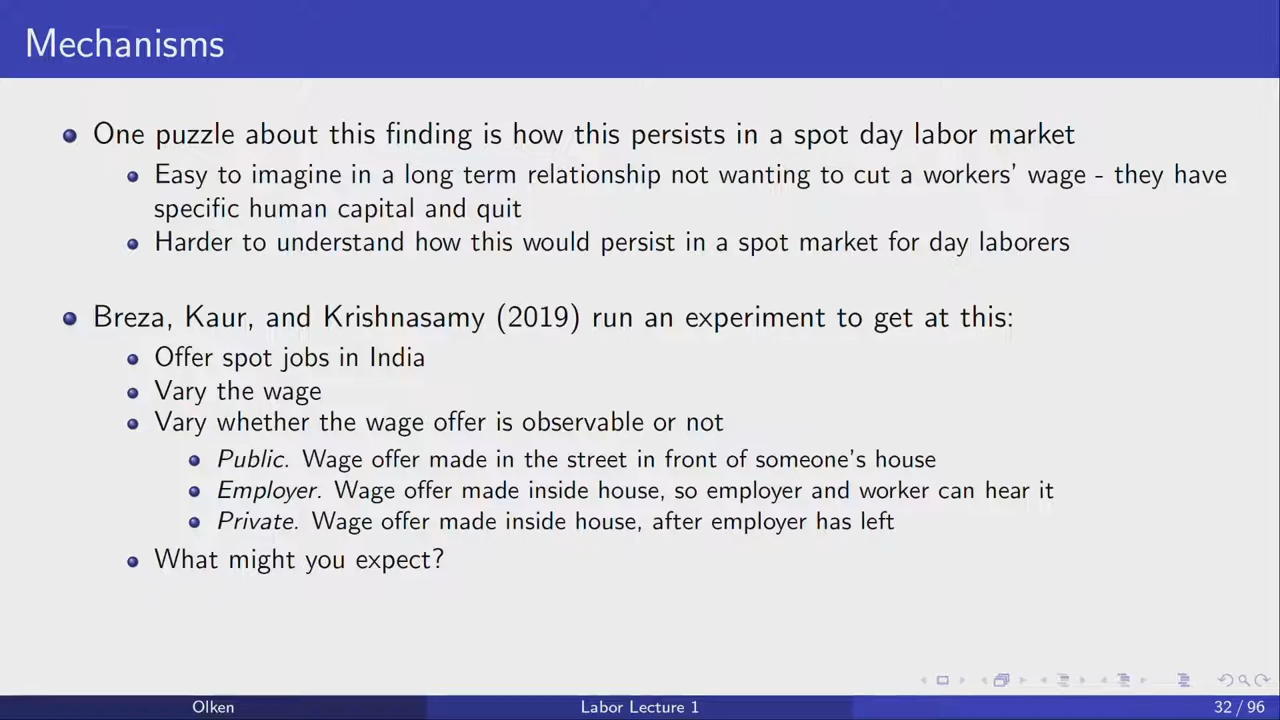 Mechanisms
One puzzle about this finding is how this persists in a spot day labor market
Easy to imagine in a long term relationship not wanting to cut a workers' wage - they have
specific human capital and quit
Harder to understand how this would persist in a spot market for day laborers
Breza, Kaur, and Krishnasamy (2019) run an experiment to get at this:
Offer spot jobs in India
Vary the wage
Vary whether the wage offer is observable or not
Public. Wage offer made in the street in front of someone's house
Employer. Wage offer made inside house, so employer and worker can hear it
Private. Wage offer made inside house, after employer has left
What might you expect?
Olken
Labor Lecture 1
32 / 96